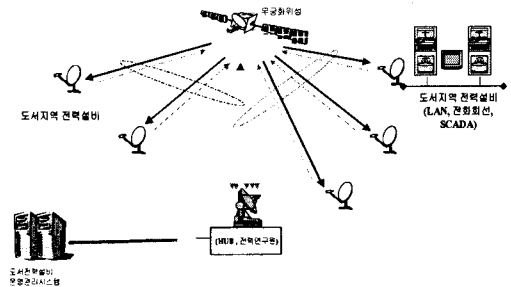 무궁화위성
도서지역 전력설비
도서지역 전력설비
(LAN, 전화회선,
SCADA)
(HUB, 전력연구원)
도서전력설비
운영관리시스템